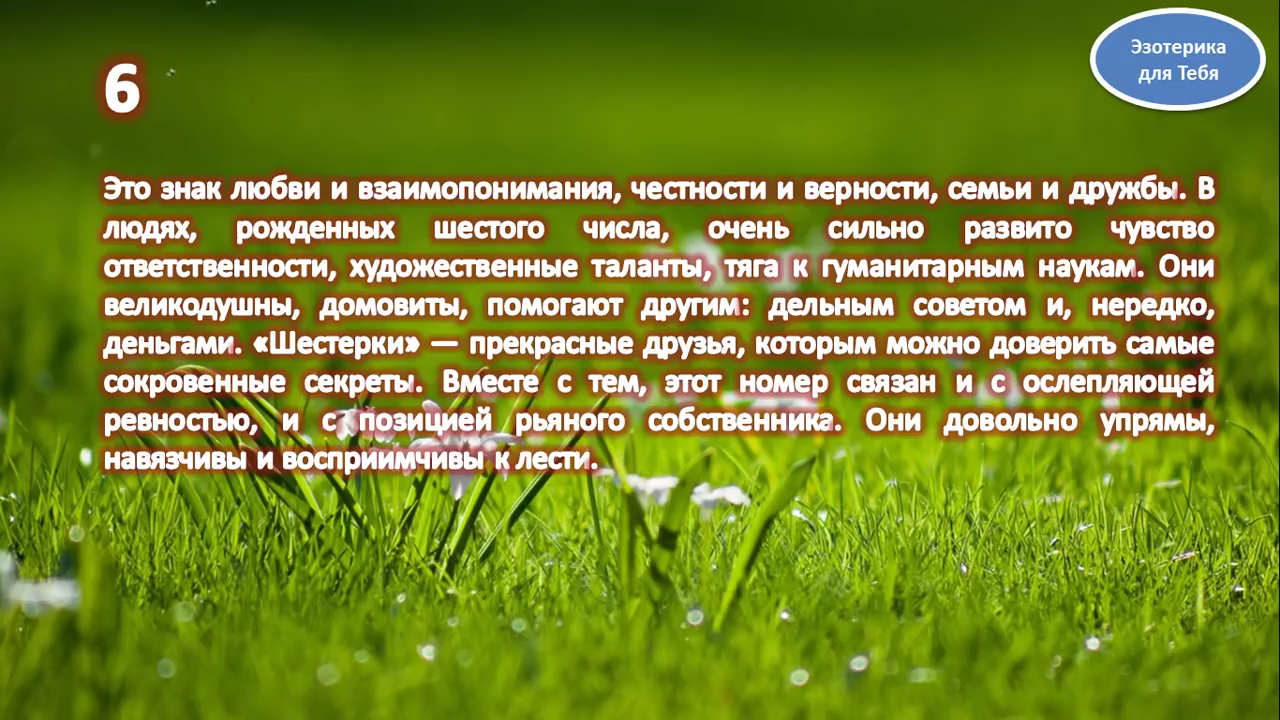 Эзотерика
для Тебя
6
Это знак любви и взаимопонимания, честности и верности, семьи и дружбы. В
людях, рожденных шестого числа, очень сильно развито чувство
ответственности, художественные таланты, тяга к гуманитарным наукам. Они
великодушны, домовиты, помогают другим: дельным советом и, нередко,
деньгами. «Шестерки» — прекрасные друзья, которым можно доверить самые
сокровенные секреты. Вместе с тем, этот номер связан и с ослепляющей
ревностью, и с позицией рьяного собственника. Они довольно упрямы,
навязчивы и восприимчивы к лести.